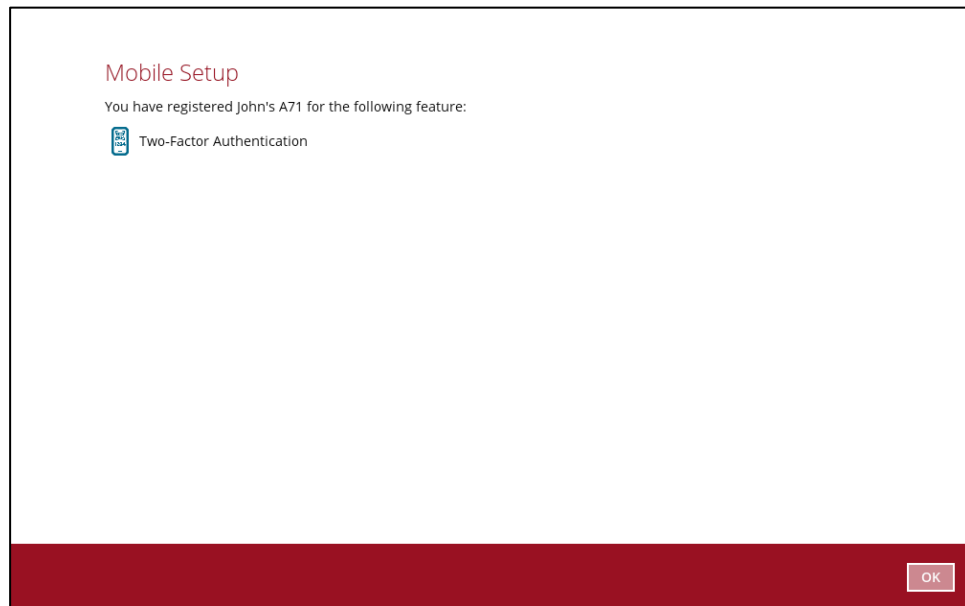 Mobile Setup
You have registered John's A71 for the following feature:
Two-Factor Authentication
OK